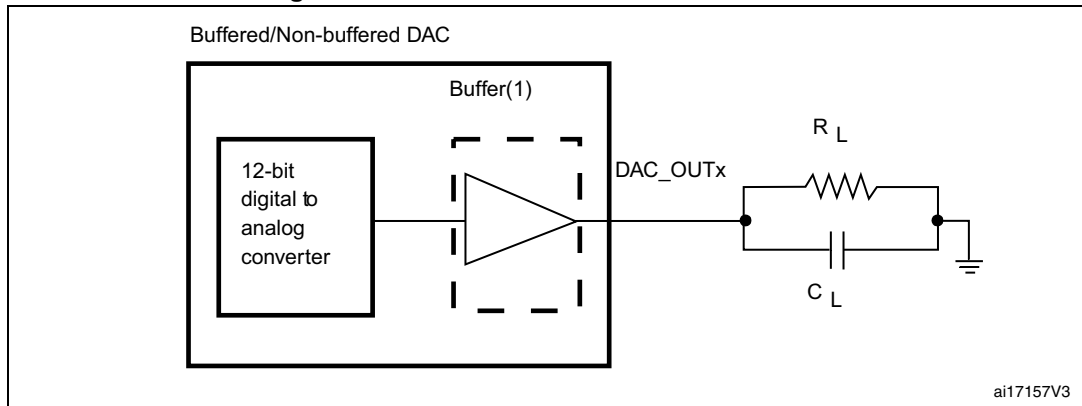 Buffered/Non-buffered DAC
Buffer(1)
12-bit
digital to
analog
converter
DAC_OUTx
R L
C L
ai17157V3